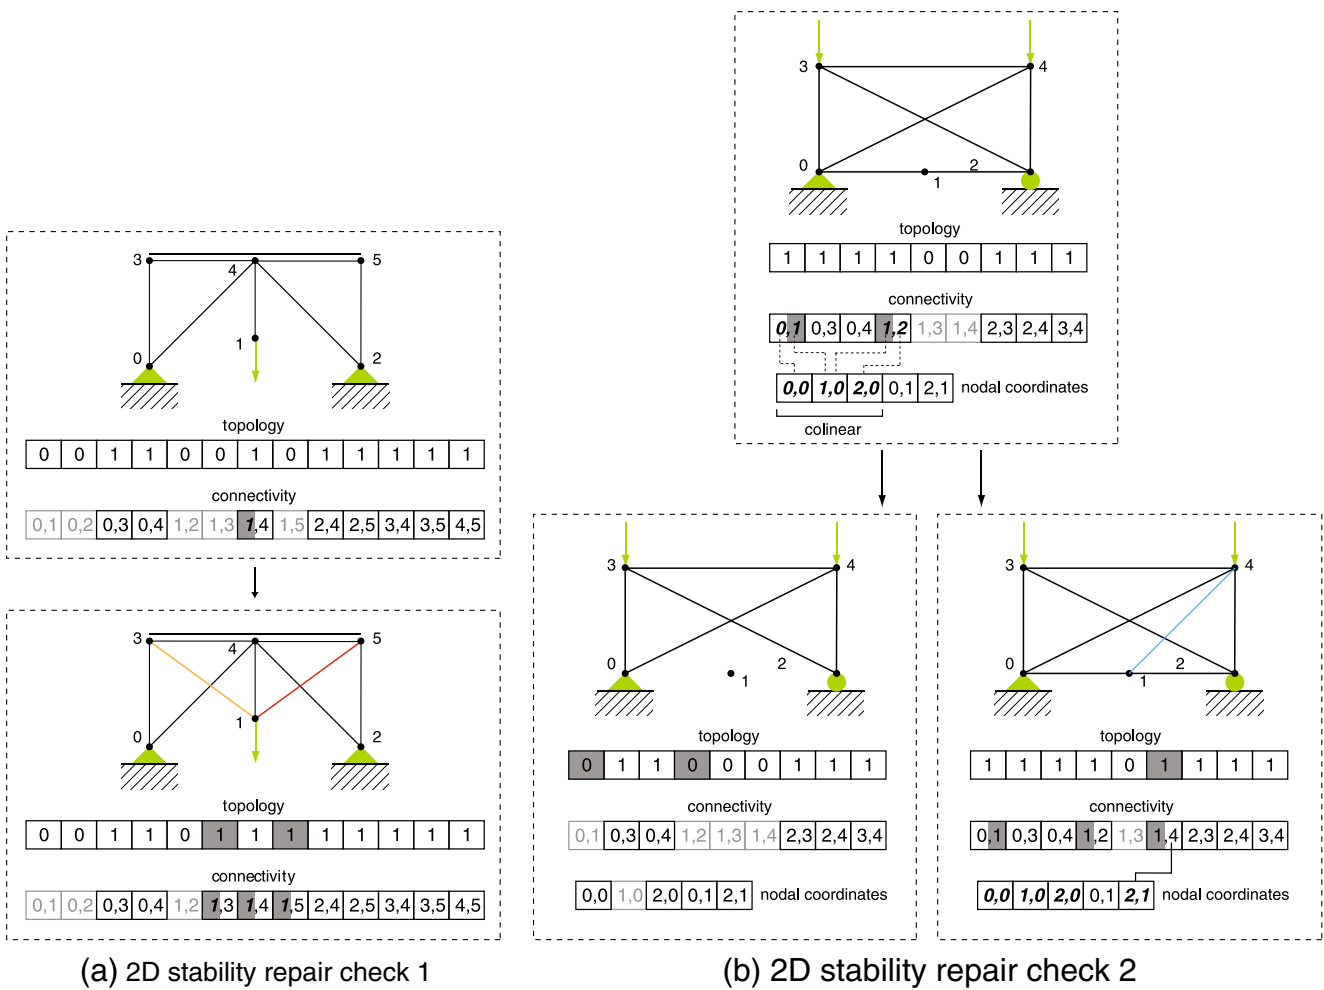 3
4
5
0
1
2
topology
0 0 1 1 0 0 1 0 1 1 1 1 1
connectivity
0,1 0,2 0,3 0,4 1,2 1,3 1,4 1,5 2,4 2,5 3,4 3,5 4,5
3
4
5
0
1
2
topology
0 0 1 1 0 1 1 1 1 1 1 1 1
connectivity
0,1 0,2 0,3 0,4 1,2 1,3 1,4 1,5 2,4 2,5 3,4 3,5 4,5
(a) 2D stability repair check 1
3
4
0
1
2
topology
1 1 1 1 0 0 1 1 1
connectivity
0,1 0,3 0,4 1,2 1,3 1,4 2,3 2,4 3,4
0,0 1,0 2,0 0,1 2,1 nodal coordinates
colinear
3
4
0
1
2
topology
0 1 1 0 0 0 1 1 1
connectivity
0,1 0,3 0,4 1,2 1,3 1,4 2,3 2,4 3,4
0,0 1,0 2,0 0,1 2,1 nodal coordinates
3
4
0
1
2
topology
1 1 1 1 0 1 1 1 1
connectivity
0,1 0,3 0,4 1,2 1,3 1,4 2,3 2,4 3,4
0,0 1,0 2,0 0,1 2,1 nodal coordinates
(b) 2D stability repair check 2